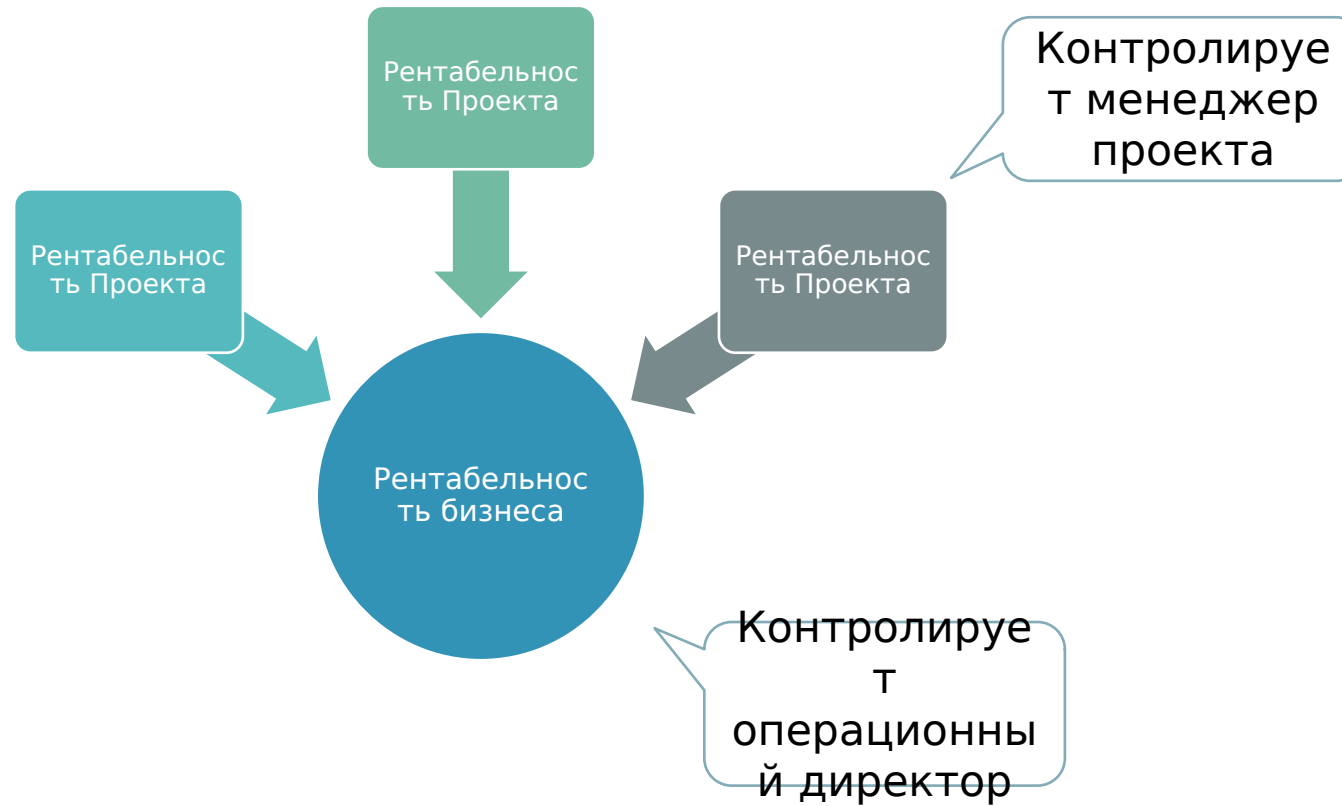 Рентабельнос
ть Проекта
Контролируе
т менеджер
проекта
Рентабельнос
ть Проекта
Рентабельнос
ть Проекта
Рентабельнос
ть бизнеса
Контролируе
т
операционны
й директор